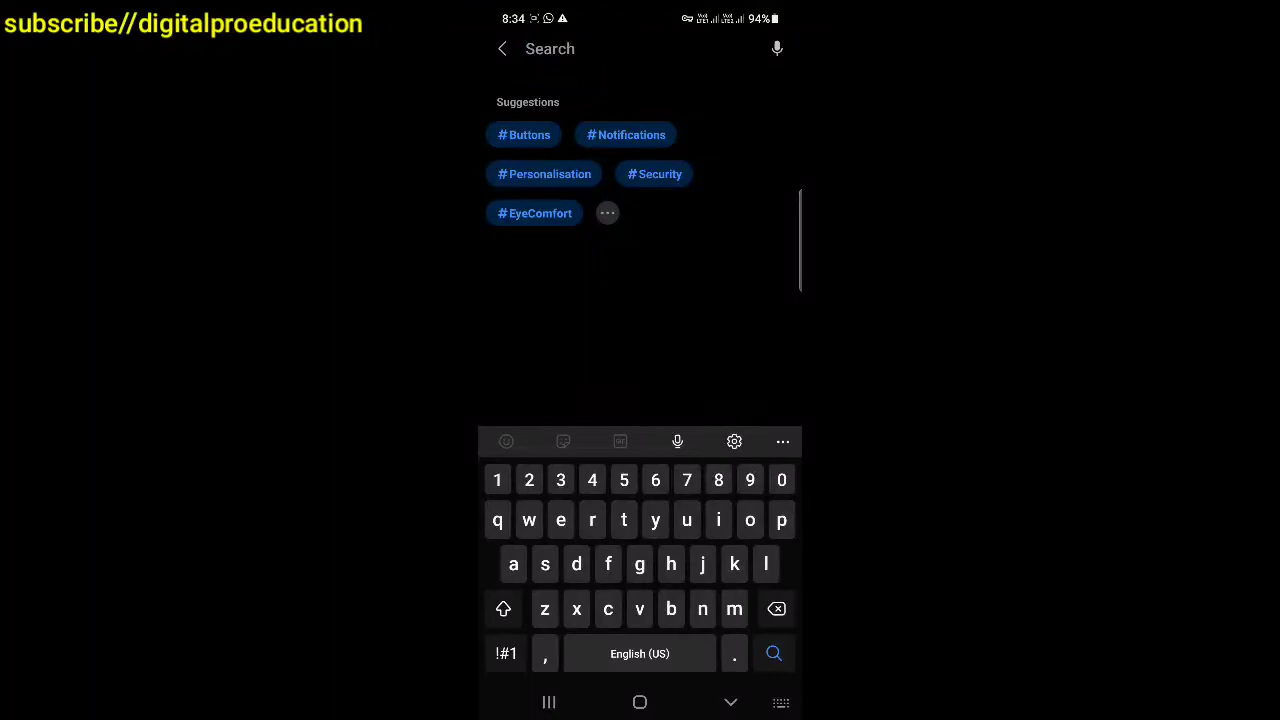 subscribe//digitalproeducation
8:34 94%
Search
Suggestions
#Buttons #Notifications
#Personalisation #Security
#EyeComfort
GIF
1 2 3 4 5 6 7 8 9 0
q w e r t y u i o p
a s d f g h j k l
z x c v b n m
!#1 , English (US) .